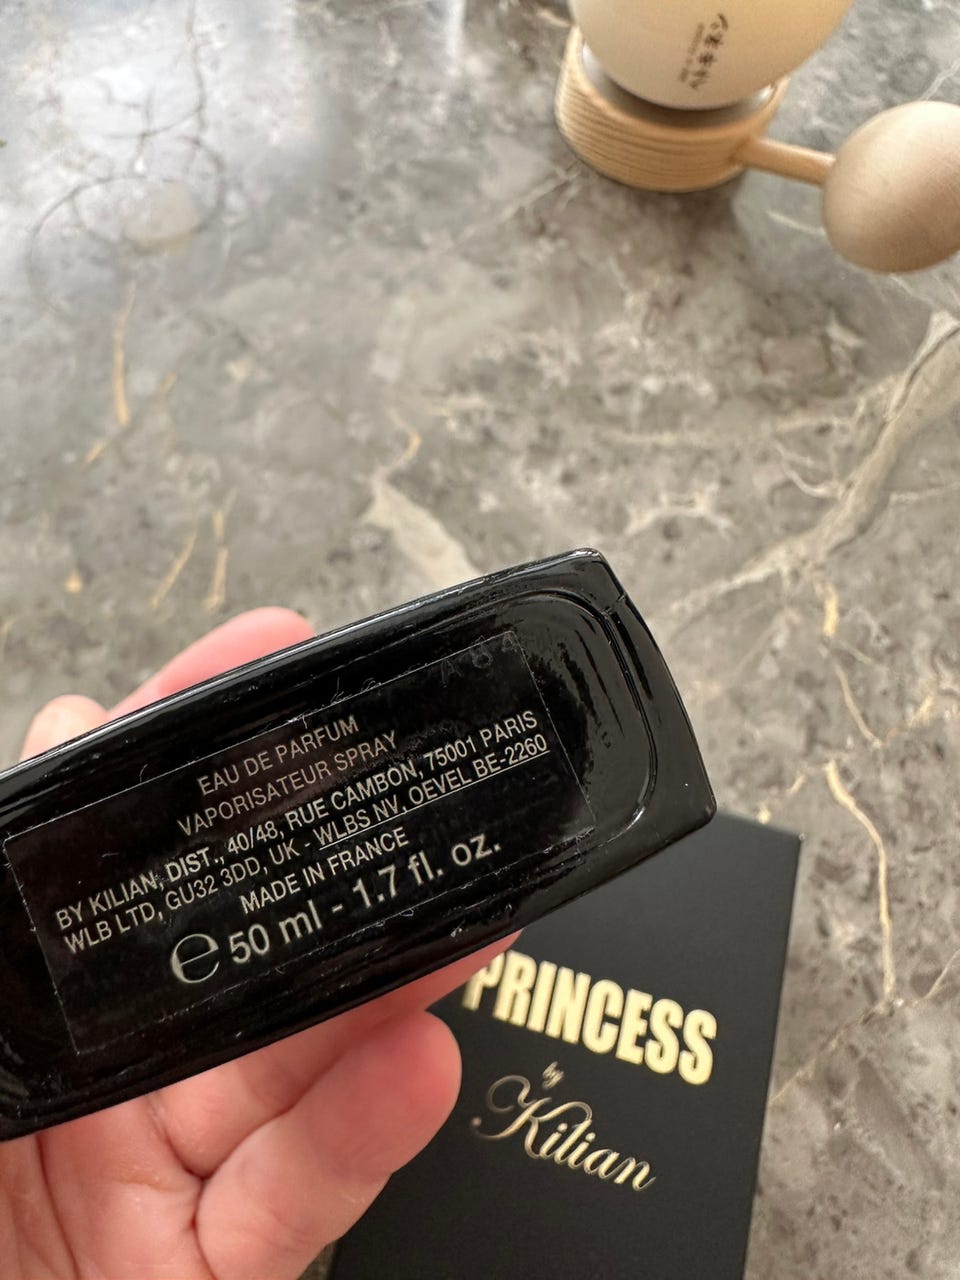 EAU DE PARFUM
VAPORISATEUR SPRAY
BY KILIAN, DIST., 40/48, RUE CAMBON, 75001 PARIS
WLB LTD, GU32 3DD, UK - WLBS NV, OEVEL BE-2260
MADE IN FRANCE
e 50 ml - 1.7 fl. oz.
PRINCESS
by
Kilian